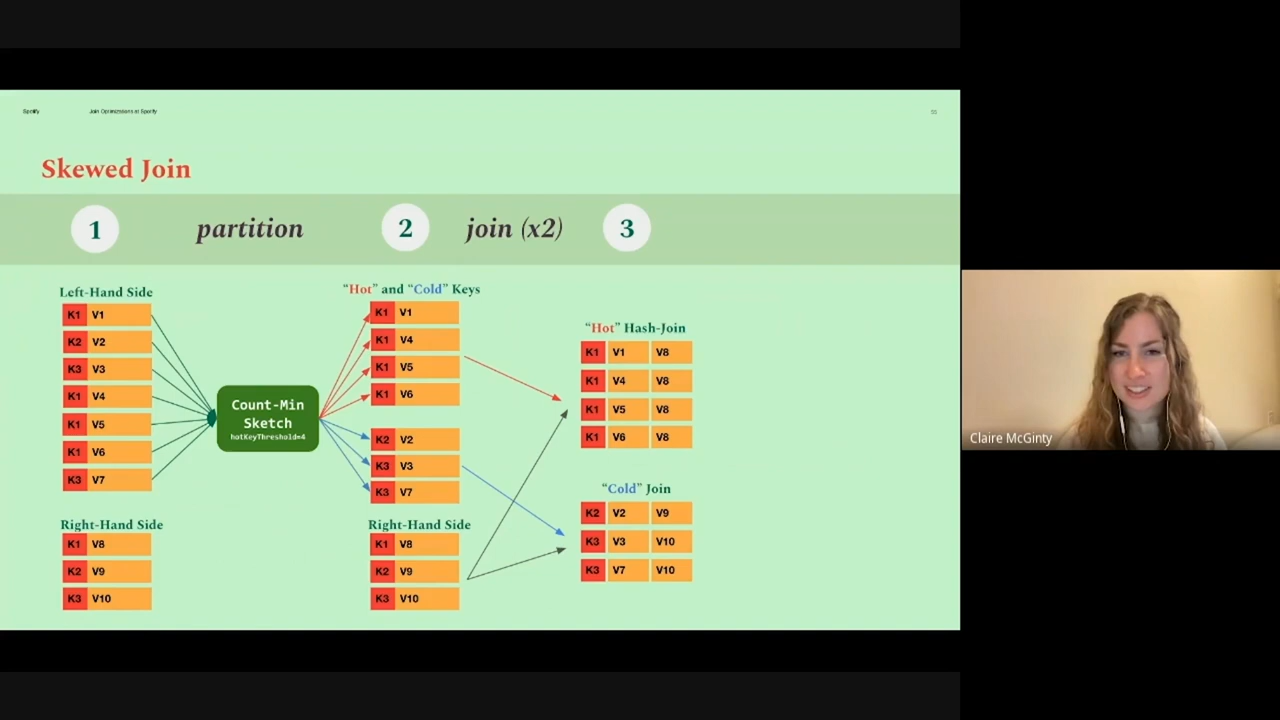 Spotify Join Optimizations at Spotify
Skewed Join
1 partition 2 join (x2) 3
Left-Hand Side
K1 V1
K2 V2
K3 V3
K1 V4
K1 V5
K1 V6
K3 V7
Right-Hand Side
K1 V8
K2 V9
K3 V10
Count-Min
Sketch
hotKeyThreshold=4
“Hot” and “Cold” Keys
K1 V1
K1 V4
K1 V5
K1 V6
K2 V2
K3 V3
K3 V7
Right-Hand Side
K1 V8
K2 V9
K3 V10
“Hot” Hash-Join
K1 V1 V8
K1 V4 V8
K1 V5 V8
K1 V6 V8
“Cold” Join
K2 V2 V9
K3 V3 V10
K3 V7 V10
Claire McGinty